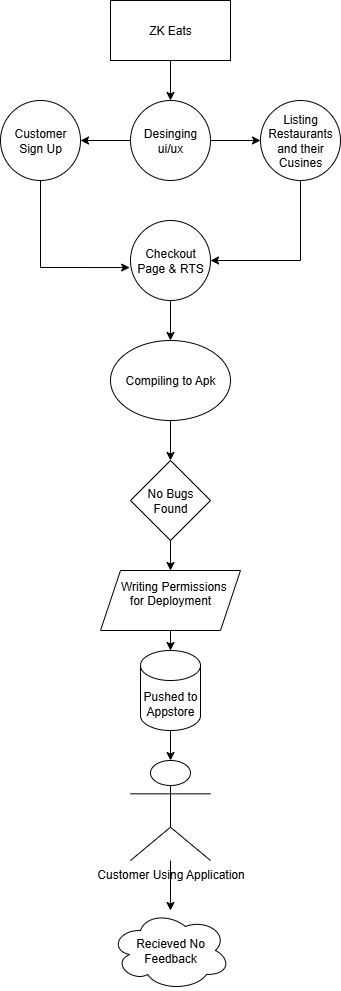 ZK Eats
Customer
Sign Up
Desinging
ui/ux
Listing
Restaurants
and their
Cusines
Checkout
Page & RTS
Compiling to Apk
No Bugs
Found
Writing Permissions
for Deployment
Pushed to
Appstore
Customer Using Application
Recieved No
Feedback